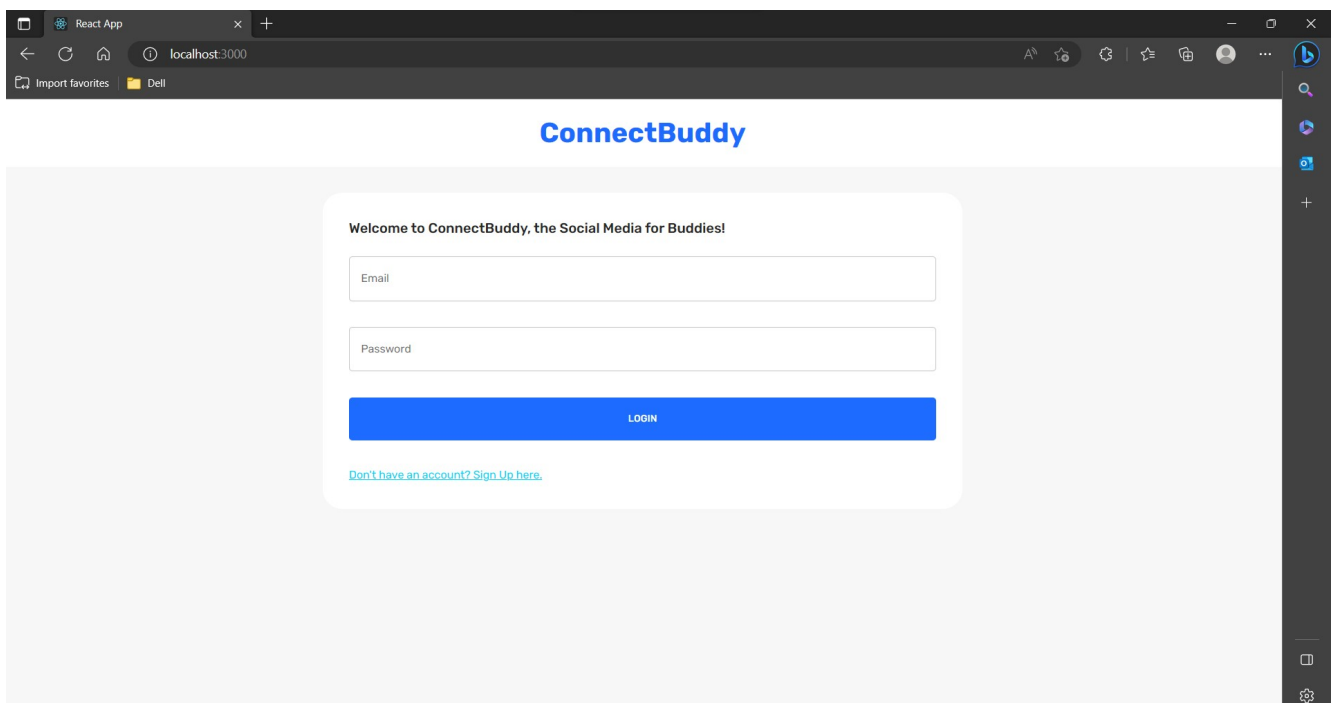 React App
localhost:3000
Import favorites
Dell
ConnectBuddy
Welcome to ConnectBuddy, the Social Media for Buddies!
Email
Password
LOGIN
Don't have an account? Sign Up here.